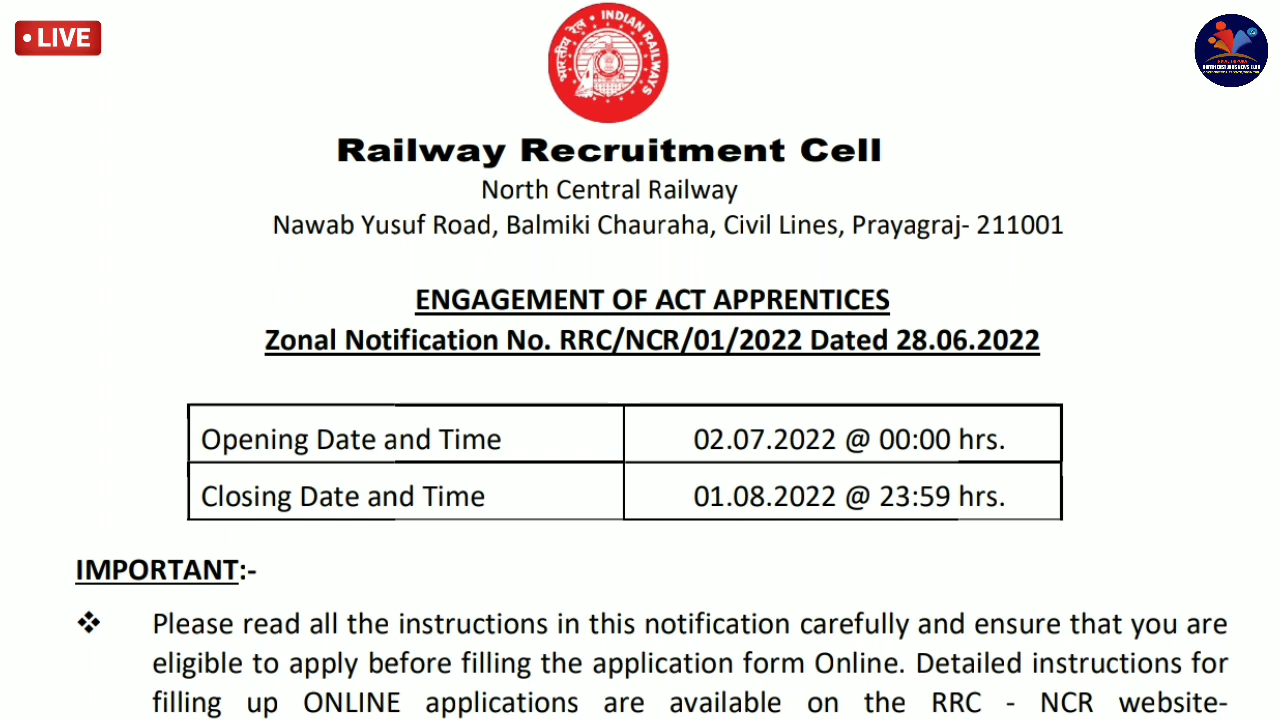 LIVE
INDIAN RAILWAYS
भारतीय रेल
Railway Recruitment Cell
North Central Railway
Nawab Yusuf Road, Balmiki Chauraha, Civil Lines, Prayagraj- 211001
ENGAGEMENT OF ACT APPRENTICES
Zonal Notification No. RRC/NCR/01/2022 Dated 28.06.2022
Opening Date and Time 02.07.2022 @ 00:00 hrs.
Closing Date and Time 01.08.2022 @ 23:59 hrs.
IMPORTANT:-
❖ Please read all the instructions in this notification carefully and ensure that you are
eligible to apply before filling the application form Online. Detailed instructions for
filling up ONLINE applications are available on the RRC - NCR website-